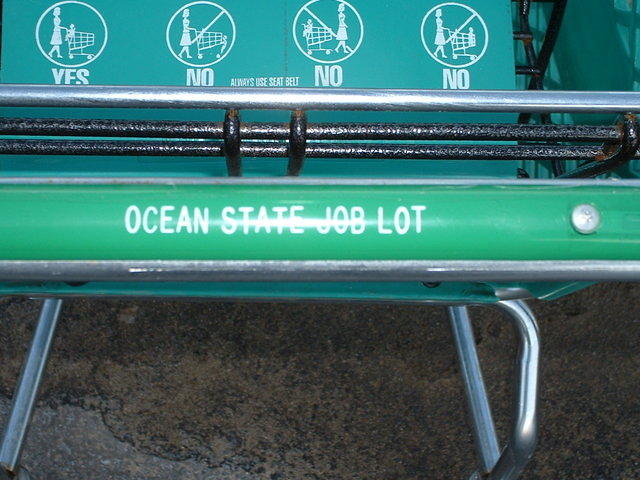 YES NO ALWAYS USE SEAT BELT NO NO
OCEAN STATE JOB LOT